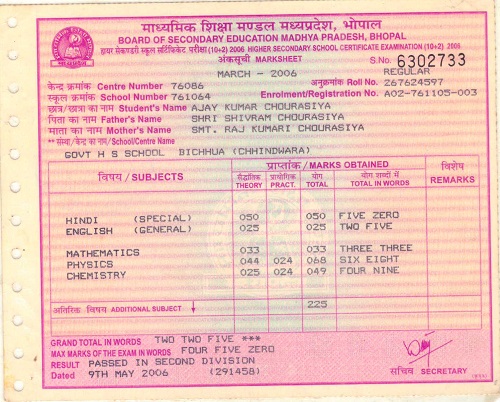 माध्यमिक शिक्षा मण्डल मध्यप्रदेश, भोपाल
BOARD OF SECONDARY EDUCATION MADHYA PRADESH, BHOPAL
हायर सेकण्डरी स्कूल सर्टिफिकेट परीक्षा (10+2) 2006 HIGHER SECONDARY SCHOOL CERTIFICATE EXAMINATION (10+2) 2006
अंकसूची MARKSHEET
S.No. 6302733
MARCH - 2006 REGULAR
केन्द्र क्रमांक Centre Number 76086 अनुक्रमांक Roll No. 267624597
स्कूल क्रमांक School Number 761064 Enrolment/Registration No. A02-761105-003
छात्र/छात्रा का नाम Student's Name AJAY KUMAR CHOURASIYA
पिता का नाम Father's Name SHRI SHIVRAM CHOURASIYA
माता का नाम Mother's Name SMT. RAJ KUMARI CHOURASIYA
** संस्था/केन्द्र का नाम/School/Centre Name
GOVT H S SCHOOL BICHHUA (CHHINDWARA)
विषय / SUBJECTS प्राप्तांक/MARKS OBTAINED विशेष REMARKS
सैद्धांतिक THEORY प्रायोगिक PRACT. योग TOTAL योग शब्दों में TOTAL IN WORDS
HINDI (SPECIAL) 050 050 FIVE ZERO
ENGLISH (GENERAL) 025 025 TWO FIVE
MATHEMATICS 033 033 THREE THREE
PHYSICS 044 024 068 SIX EIGHT
CHEMISTRY 025 024 049 FOUR NINE
अतिरिक्त विषय ADDITIONAL SUBJECT 225
GRAND TOTAL IN WORDS TWO TWO FIVE ***
MAX MARKS OF THE EXAM IN WORDS FOUR FIVE ZERO
RESULT PASSED IN SECOND DIVISION
Dated 9TH MAY 2006 (291458)
सचिव SECRETARY